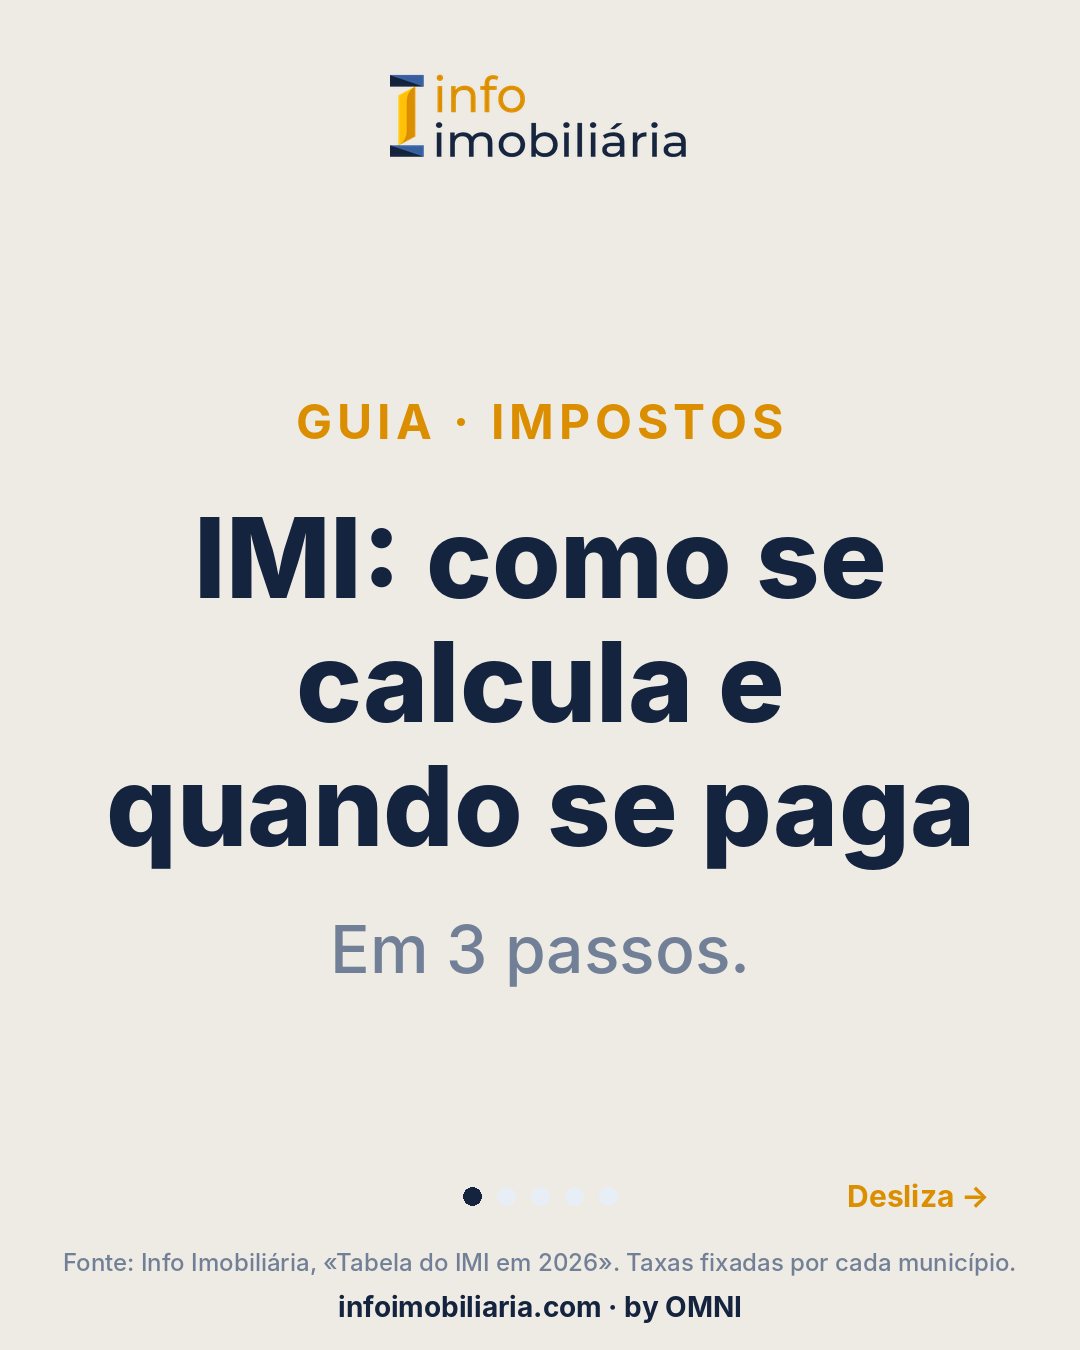 info
imobiliária
GUIA · IMPOSTOS
IMI: como se
calcula e
quando se paga
Em 3 passos.
Desliza →
Fonte: Info Imobiliária, «Tabela do IMI em 2026». Taxas fixadas por cada município.
infoimobiliaria.com · by OMNI